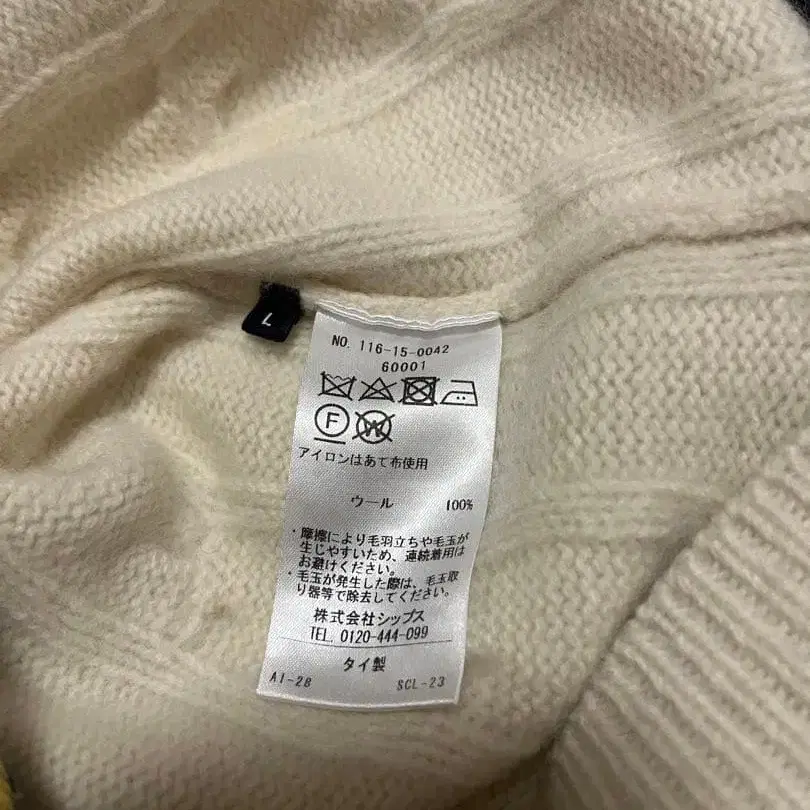 L
NO. 116-15-0042
60001
F W
アイロンはあて布使用
ウール 100%
・摩擦により毛羽立ちや毛玉が
生じやすいため、連続着用は
お避けください。
・毛玉が発生した際は、毛玉取
り器等で除去してください。
株式会社シップス
TEL. 0120-444-099
タイ製
AI-28 SCL-23